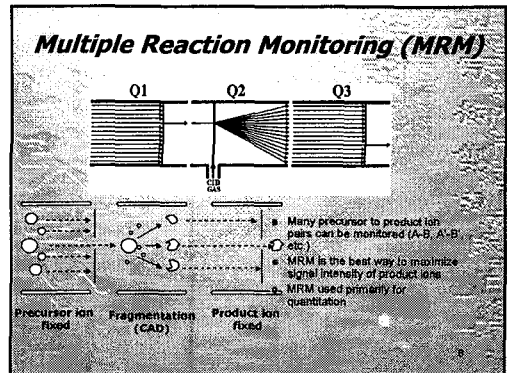 Multiple Reaction Monitoring (MRM)
Q1 Q2 Q3
CID
GAS
Many precursor to product ion
pairs can be monitored (A-B, A'-B'
etc.)
MRM is the best way to maximize
signal intensity of product ions
MRM used primarily for
quantitation
Precursor ion
fixed
Fragmentation
(CAD)
Product ion
fixed